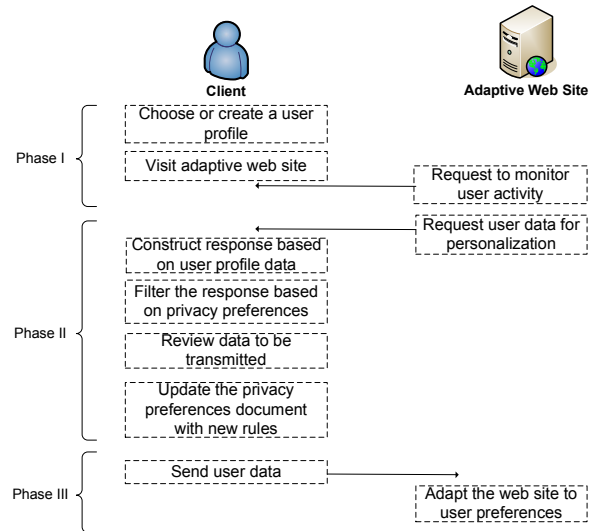 Client
Adaptive Web Site
Phase I
Choose or create a user
profile
Visit adaptive web site
Request to monitor
user activity
Phase II
Request user data for
personalization
Construct response based
on user profile data
Filter the response based
on privacy preferences
Review data to be
transmitted
Update the privacy
preferences document
with new rules
Phase III
Send user data
Adapt the web site to
user preferences